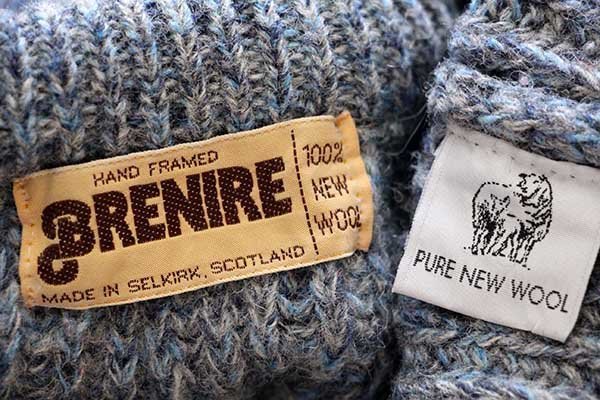 HAND FRAMED
BRENIRE
MADE IN SELKIRK, SCOTLAND
100%
NEW
WOOL
PURE NEW WOOL